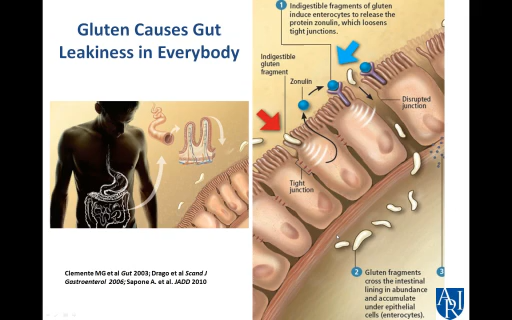 Gluten Causes Gut
Leakiness in Everybody
Clemente MG et al Gut 2003; Drago et al Scand J
Gastroenterol 2006; Sapone A. et al. JADD 2010
1 Indigestible fragments of gluten
induce enterocytes to release the
protein zonulin, which loosens
tight junctions.
Indigestible
gluten
fragment
Zonulin
Disrupted
junction
Tight
junction
2 Gluten fragments
cross the intestinal
lining in abundance
and accumulate
under epithelial
cells (enterocytes).
3